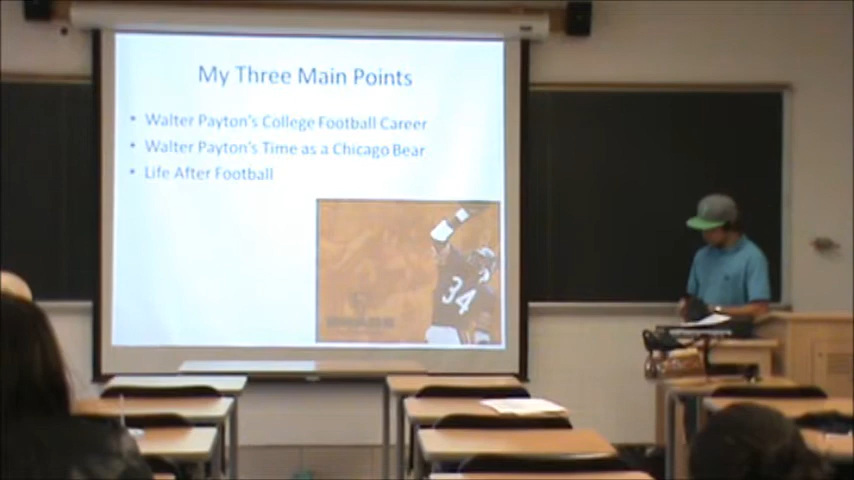 My Three Main Points
• Walter Payton's College Football Career
• Walter Payton's Time as a Chicago Bear
• Life After Football
34